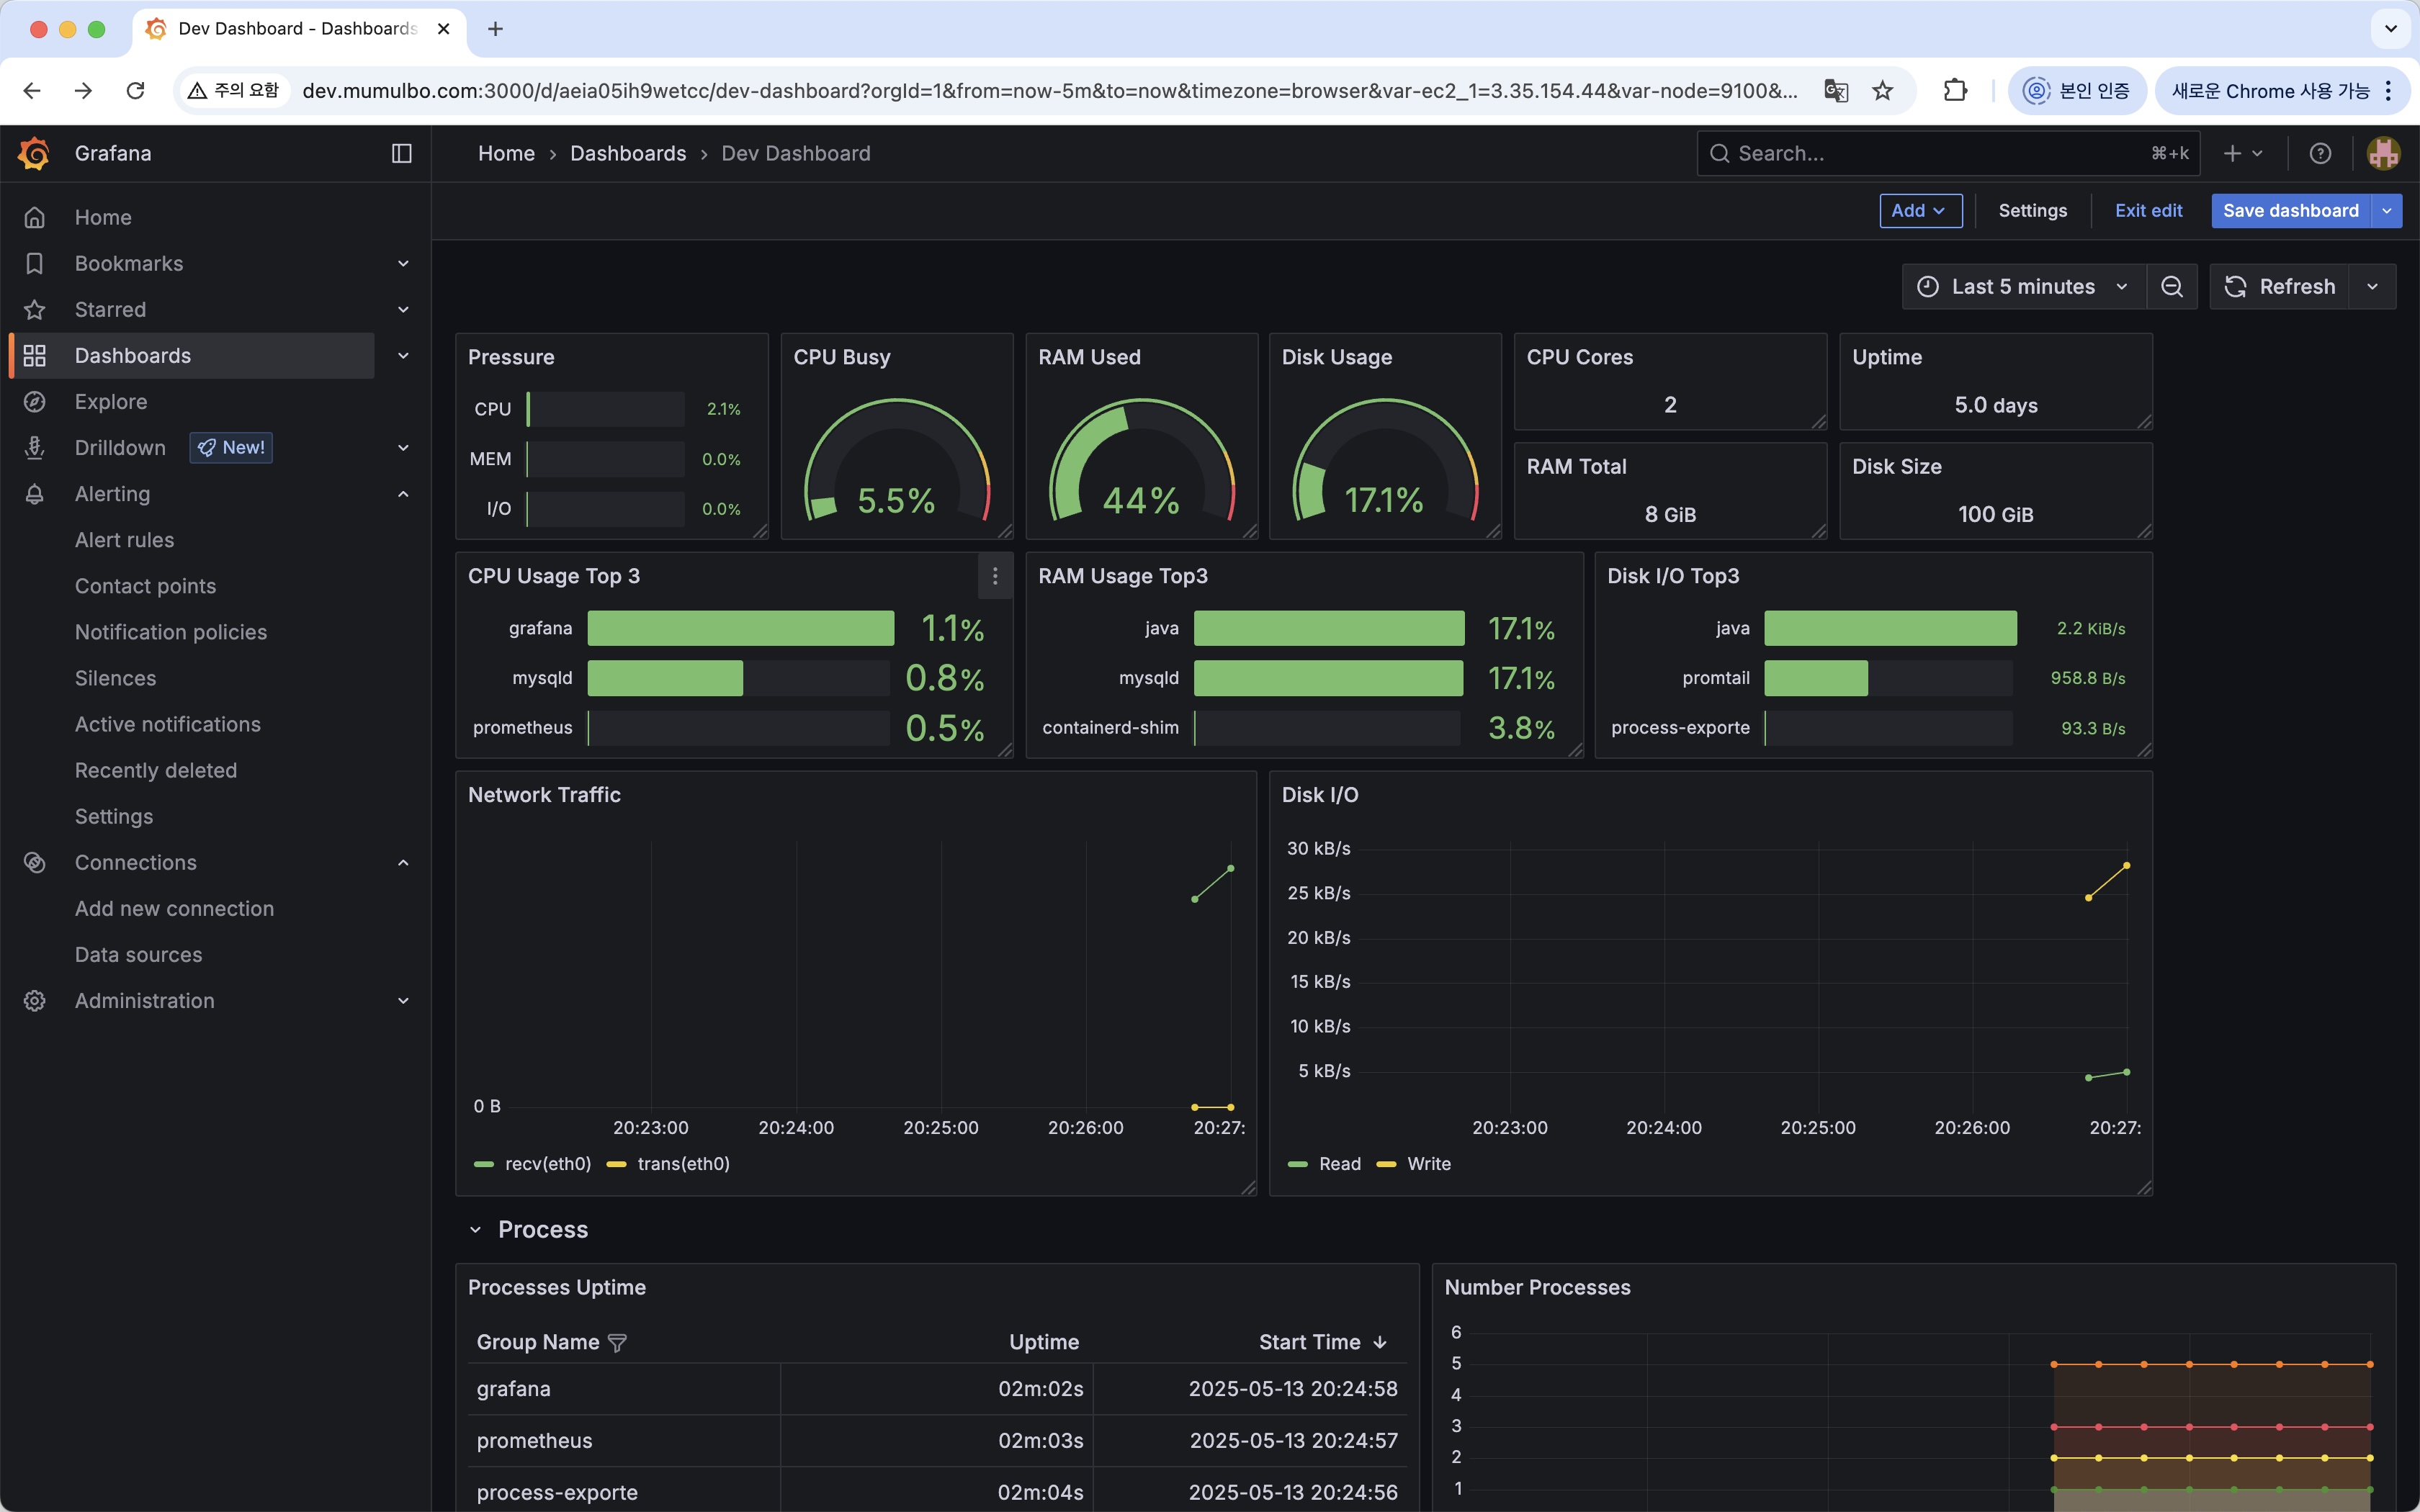 Dev Dashboard - Dashboards
주의 요함
dev.mumulbo.com:3000/d/aeia05ih9wetcc/dev-dashboard?orgId=1&from=now-5m&to=now&timezone=browser&var-ec2_1=3.35.154.44&var-node=9100&...
본인 인증
새로운 Chrome 사용 가능
Grafana
Home › Dashboards › Dev Dashboard
Search...
⌘+k
Home
Bookmarks
Starred
Dashboards
Explore
Drilldown
New!
Alerting
Alert rules
Contact points
Notification policies
Silences
Active notifications
Recently deleted
Settings
Connections
Add new connection
Data sources
Administration
Add
Settings
Exit edit
Save dashboard
Last 5 minutes
Refresh
Pressure
CPU 2.1%
MEM 0.0%
I/O 0.0%
CPU Busy
5.5%
RAM Used
44%
Disk Usage
17.1%
CPU Cores
2
Uptime
5.0 days
RAM Total
8 GiB
Disk Size
100 GiB
CPU Usage Top 3
grafana 1.1%
mysqld 0.8%
prometheus 0.5%
RAM Usage Top3
java 17.1%
mysqld 17.1%
containerd-shim 3.8%
Disk I/O Top3
java 2.2 KiB/s
promtail 958.8 B/s
process-exporte 93.3 B/s
Network Traffic
0 B
20:23:00 20:24:00 20:25:00 20:26:00 20:27:
recv(eth0) trans(eth0)
Disk I/O
30 kB/s
25 kB/s
20 kB/s
15 kB/s
10 kB/s
5 kB/s
20:23:00 20:24:00 20:25:00 20:26:00 20:27:
Read Write
Process
Processes Uptime
Group Name Uptime Start Time
grafana 02m:02s 2025-05-13 20:24:58
prometheus 02m:03s 2025-05-13 20:24:57
process-exporte 02m:04s 2025-05-13 20:24:56
Number Processes
6
5
4
3
2
1